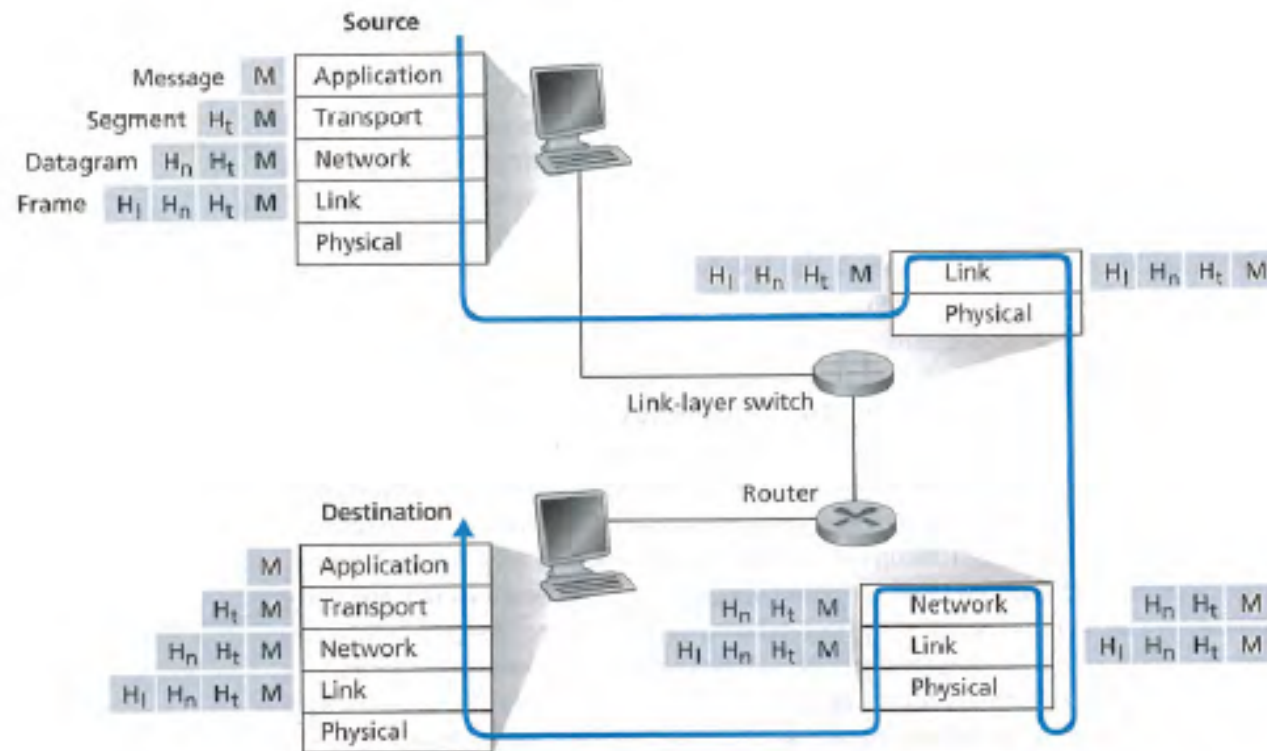 Source
Message M Application
Segment Ht M Transport
Datagram Hn Ht M Network
Frame Hl Hn Ht M Link
Physical
Hl Hn Ht M Link Hl Hn Ht M
Physical
Link-layer switch
Router
Destination
M Application
Ht M Transport
Hn Ht M Network
Hl Hn Ht M Link
Physical
Hn Ht M Network Hn Ht M
Hl Hn Ht M Link Hl Hn Ht M
Physical